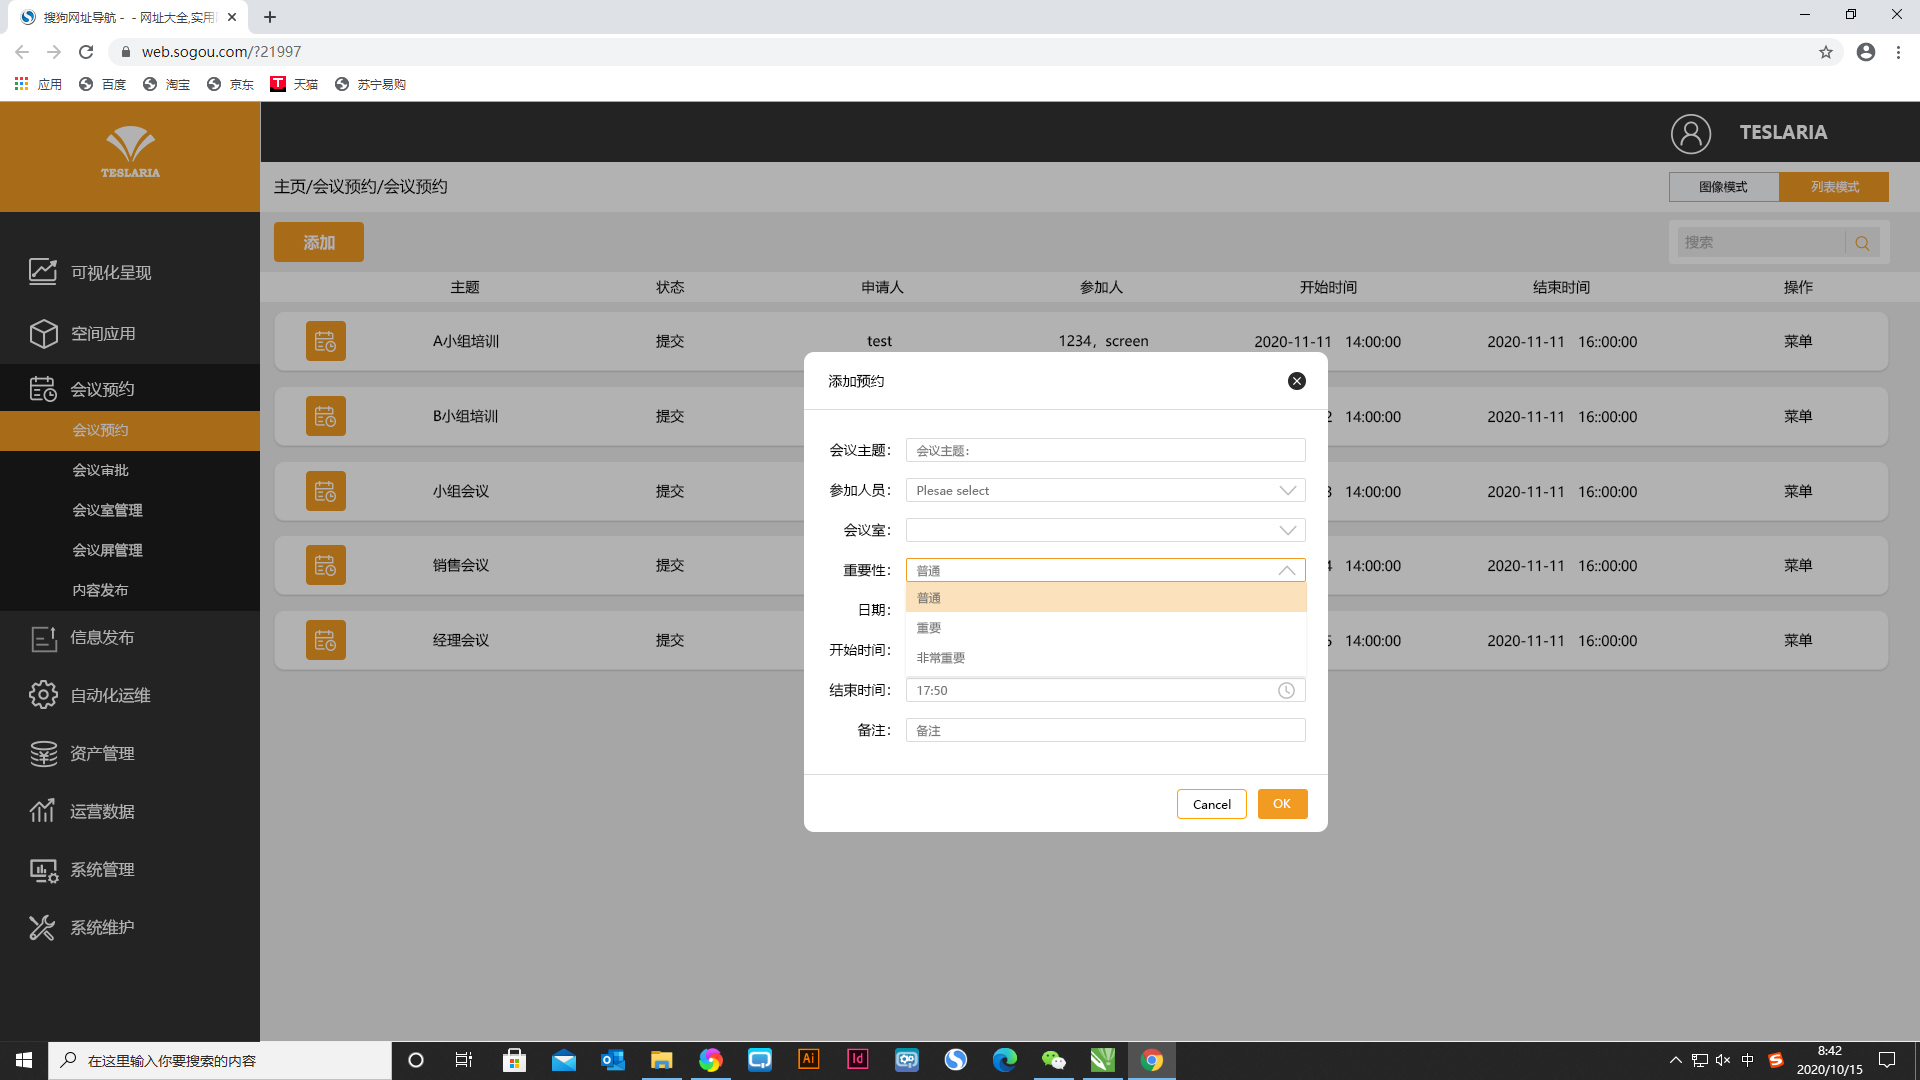 搜狗网址导航 - - 网址大全,实用
web.sogou.com/?21997
应用 百度 淘宝 京东 天猫 苏宁易购
TESLARIA
TESLARIA
主页/会议预约/会议预约
图像模式 列表模式
添加
搜索
主题 状态 申请人 参加人 开始时间 结束时间 操作
A小组培训 提交 test 1234，screen 2020-11-11 14:00:00 2020-11-11 16::00:00 菜单
B小组培训 提交 2 14:00:00 2020-11-11 16::00:00 菜单
小组会议 提交 3 14:00:00 2020-11-11 16::00:00 菜单
销售会议 提交 4 14:00:00 2020-11-11 16::00:00 菜单
经理会议 提交 5 14:00:00 2020-11-11 16::00:00 菜单
可视化呈现
空间应用
会议预约
会议预约
会议审批
会议室管理
会议屏管理
内容发布
信息发布
自动化运维
资产管理
运营数据
系统管理
系统维护
添加预约
会议主题： 会议主题：
参加人员： Plesae select
会议室：
重要性： 普通
普通
日期：
重要
开始时间：
非常重要
结束时间： 17:50
备注： 备注
Cancel OK
在这里输入你要搜索的内容
Ai
Id
中
8:42
2020/10/15